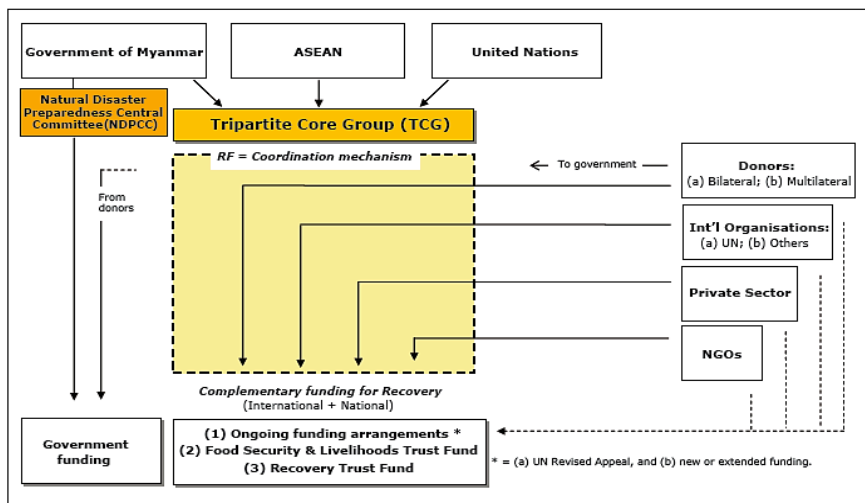 Government of Myanmar
ASEAN
United Nations
Natural Disaster
Preparedness Central
Committee(NDPCC)
Tripartite Core Group (TCG)
RF = Coordination mechanism
To government
From
donors
Donors:
(a) Bilateral; (b) Multilateral
Int'l Organisations:
(a) UN; (b) Others
Private Sector
NGOs
Complementary funding for Recovery
(International + National)
Government
funding
(1) Ongoing funding arrangements *
(2) Food Security & Livelihoods Trust Fund
(3) Recovery Trust Fund
* = (a) UN Revised Appeal, and (b) new or extended funding.